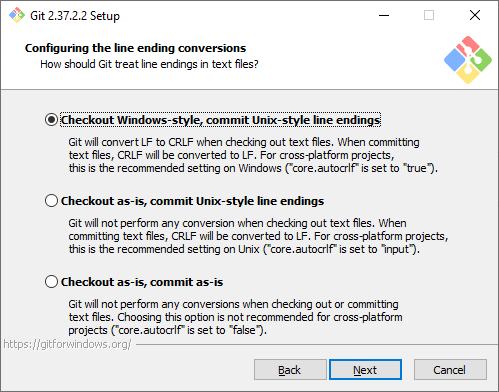 Git 2.37.2.2 Setup
Configuring the line ending conversions
How should Git treat line endings in text files?
Checkout Windows-style, commit Unix-style line endings
Git will convert LF to CRLF when checking out text files. When committing
text files, CRLF will be converted to LF. For cross-platform projects,
this is the recommended setting on Windows ("core.autocrlf" is set to "true").
Checkout as-is, commit Unix-style line endings
Git will not perform any conversion when checking out text files. When
committing text files, CRLF will be converted to LF. For cross-platform projects,
this is the recommended setting on Unix ("core.autocrlf" is set to "input").
Checkout as-is, commit as-is
Git will not perform any conversions when checking out or committing
text files. Choosing this option is not recommended for cross-platform
projects ("core.autocrlf" is set to "false").
https://gitforwindows.org/
Back Next Cancel